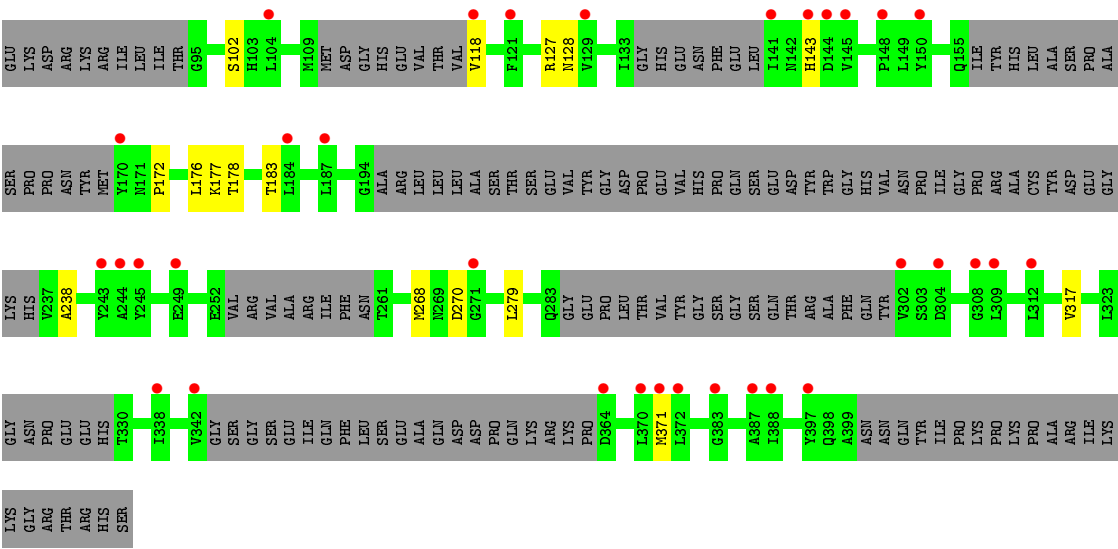 GLU LYS ASP ARG LYS ARG ILE LEU ILE THR G95 S102 H103 L104 M109 MET ASP GLY HIS GLU VAL THR VAL V118 F121 R127 N128 V129 I133 GLY HIS GLU ASN PHE GLU LEU I141 N142 H143 D144 V145 P148 L149 Y150 Q155 ILE TYR HIS LEU ALA SER PRO ALA
SER PRO PRO ASN TYR MET Y170 N171 P172 L176 K177 T178 T183 L184 L187 G194 ALA ARG LEU LEU LEU ALA SER THR SER GLU VAL TYR GLY ASP PRO GLU VAL HIS PRO GLN SER GLU ASP TYR TRP GLY HIS VAL ASN PRO ILE GLY PRO ARG ALA CYS TYR ASP GLU GLY
LYS HIS V237 A238 Y243 A244 Y245 E249 E252 VAL ARG VAL ALA ARG ILE PHE ASN T261 M268 N269 D270 G271 L279 Q283 GLY GLU PRO LEU THR VAL TYR GLY SER GLY SER GLN THR ARG ALA PHE GLN TYR V302 S303 D304 G308 L309 L312 V317 L323
GLY ASN PRO GLU GLU HIS T330 I338 V342 GLY SER GLY SER GLU ILE GLN PHE LEU SER GLU ALA GLN ASP ASP PRO GLN LYS ARG LYS PRO D364 L370 M371 L372 G383 A387 I388 Y397 Q398 A399 ASN ASN GLN TYR ILE PRO LYS PRO LYS PRO ALA ARG ILE LYS
LYS GLY ARG THR ARG HIS SER